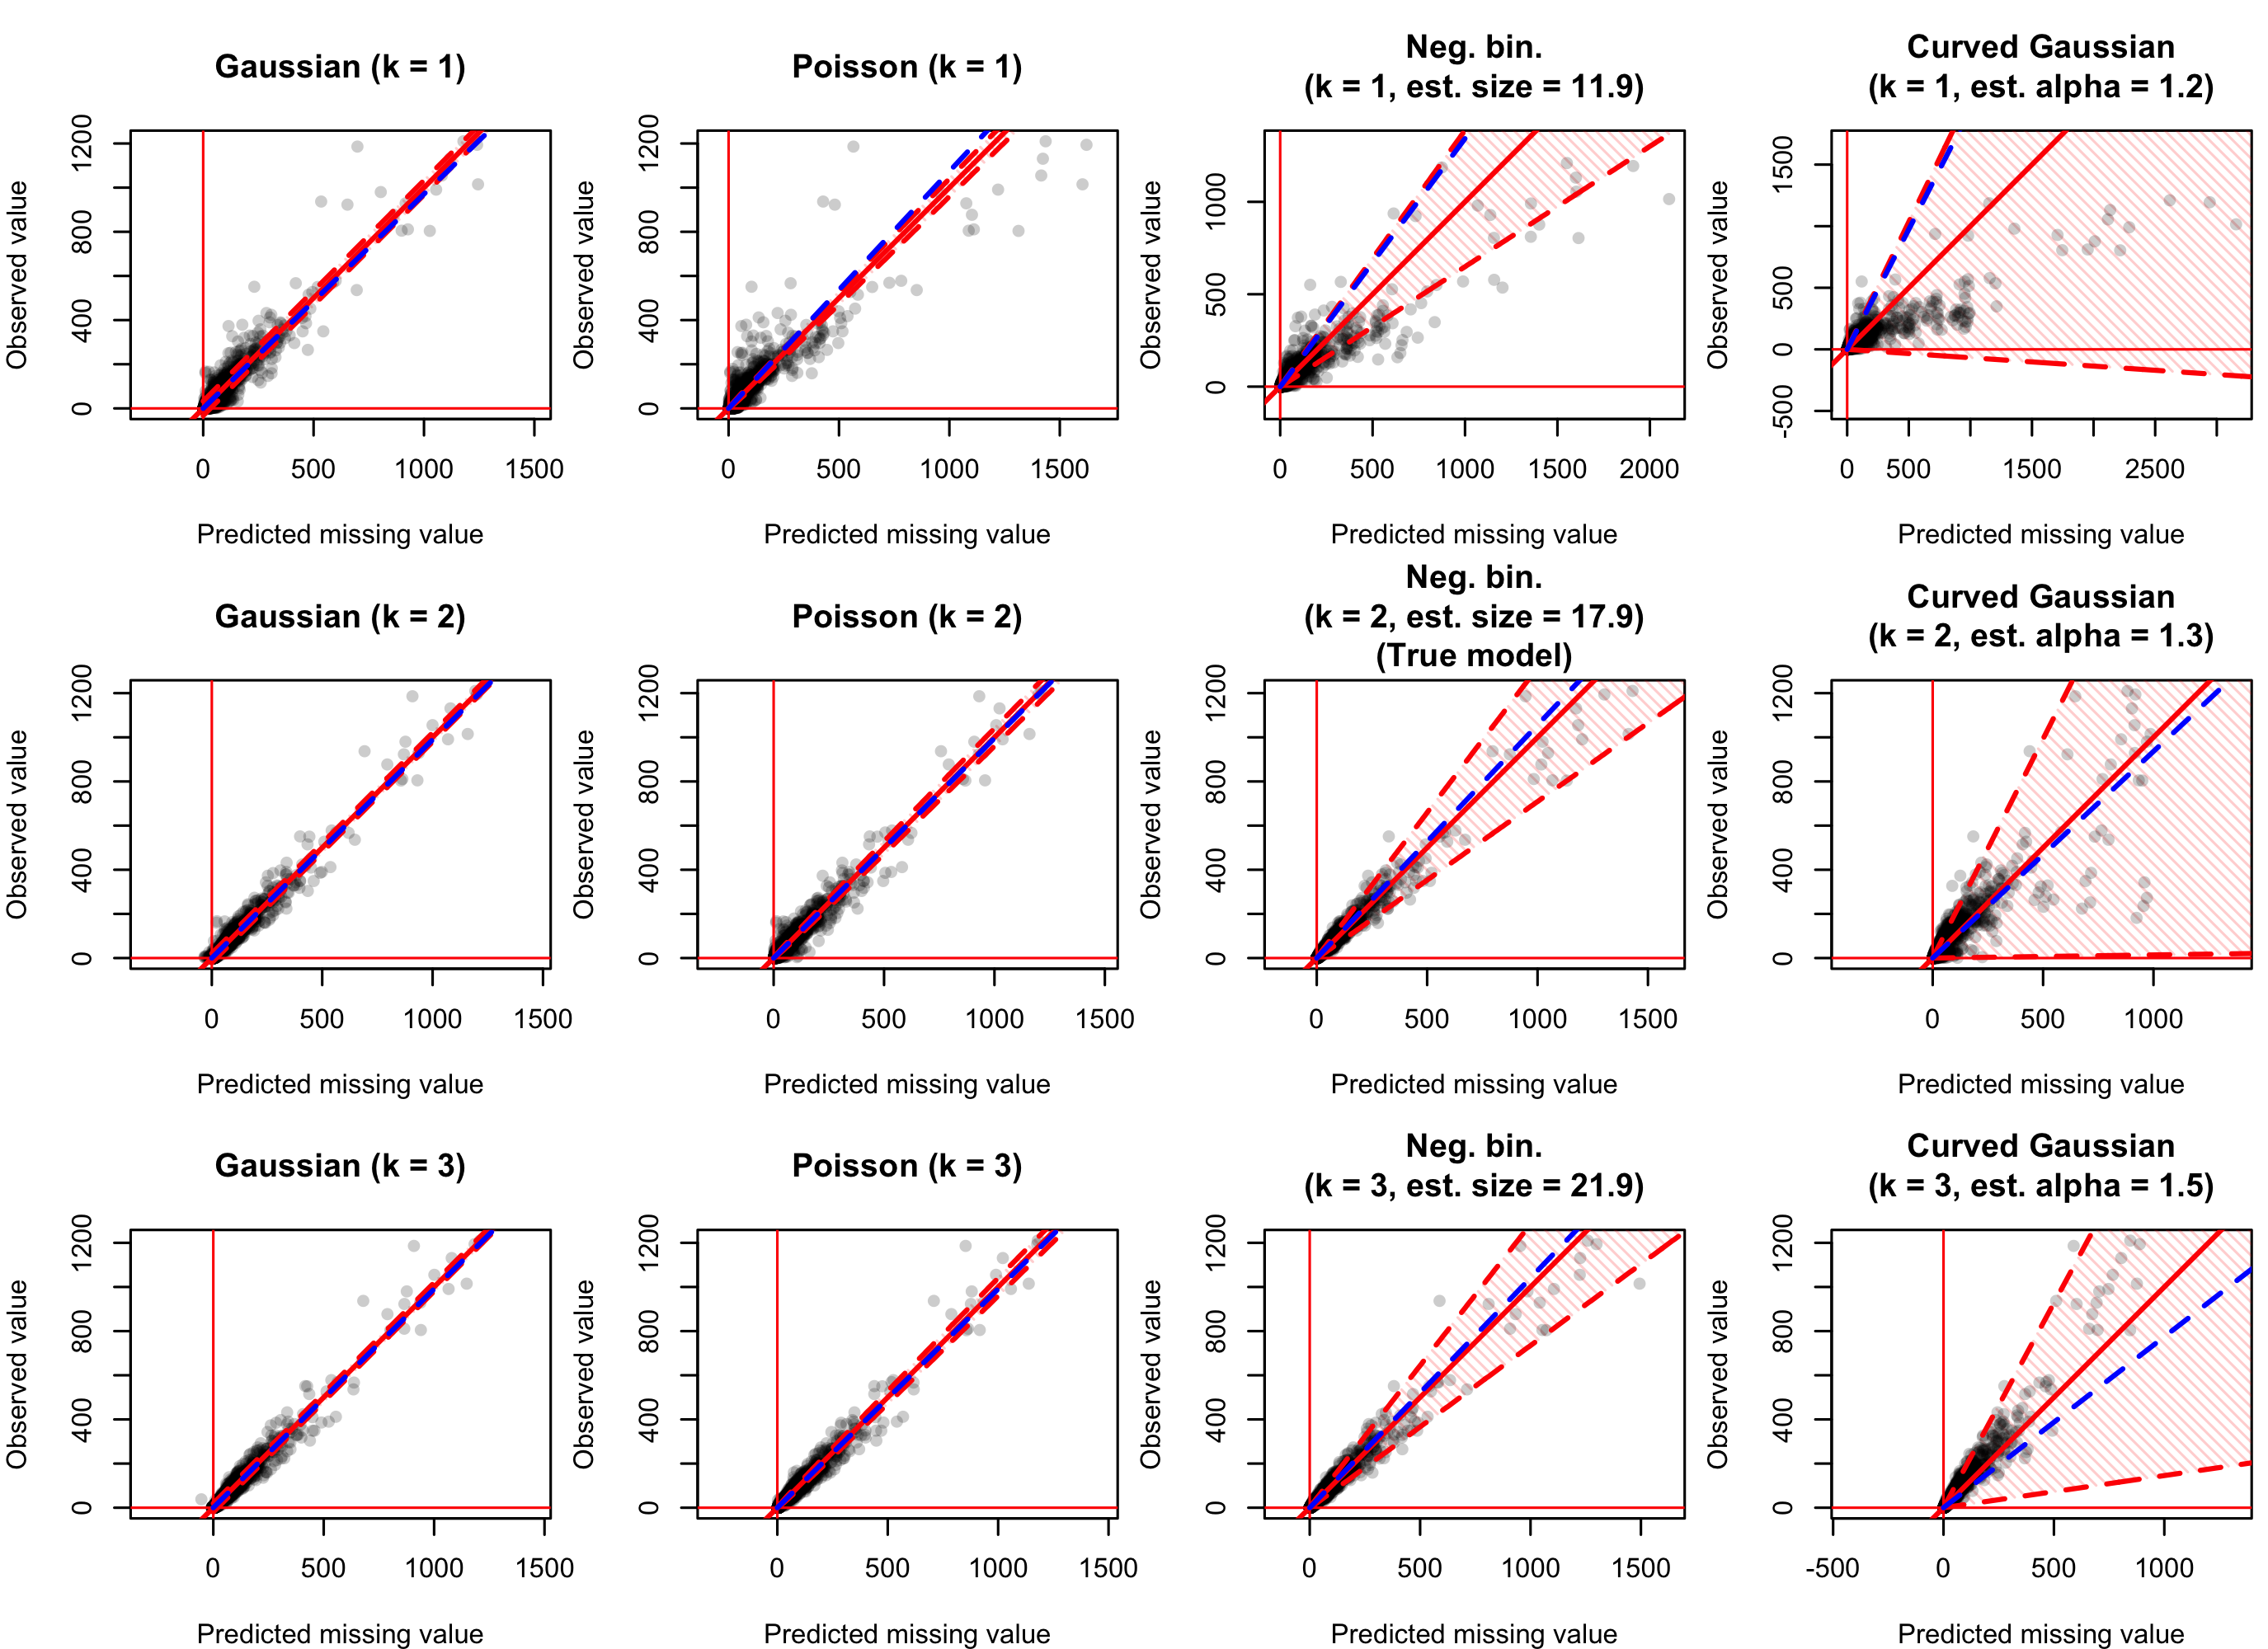 Gaussian (k = 1)
Observed value
0 400 800 1200
0 500 1000 1500
Predicted missing value
Poisson (k = 1)
Observed value
0 400 800 1200
0 500 1000 1500
Predicted missing value
Neg. bin.
(k = 1, est. size = 11.9)
Observed value
0 500 1000
0 500 1000 1500 2000
Predicted missing value
Curved Gaussian
(k = 1, est. alpha = 1.2)
Observed value
-500 0 500 1500
0 500 1500 2500
Predicted missing value
Gaussian (k = 2)
Observed value
0 400 800 1200
0 500 1000 1500
Predicted missing value
Poisson (k = 2)
Observed value
0 400 800 1200
0 500 1000 1500
Predicted missing value
Neg. bin.
(k = 2, est. size = 17.9)
(True model)
Observed value
0 400 800 1200
0 500 1000 1500
Predicted missing value
Curved Gaussian
(k = 2, est. alpha = 1.3)
Observed value
0 400 800 1200
0 500 1000
Predicted missing value
Gaussian (k = 3)
Observed value
0 400 800 1200
0 500 1000 1500
Predicted missing value
Poisson (k = 3)
Observed value
0 400 800 1200
0 500 1000 1500
Predicted missing value
Neg. bin.
(k = 3, est. size = 21.9)
Observed value
0 400 800 1200
0 500 1000 1500
Predicted missing value
Curved Gaussian
(k = 3, est. alpha = 1.5)
Observed value
0 400 800 1200
-500 0 500 1000
Predicted missing value